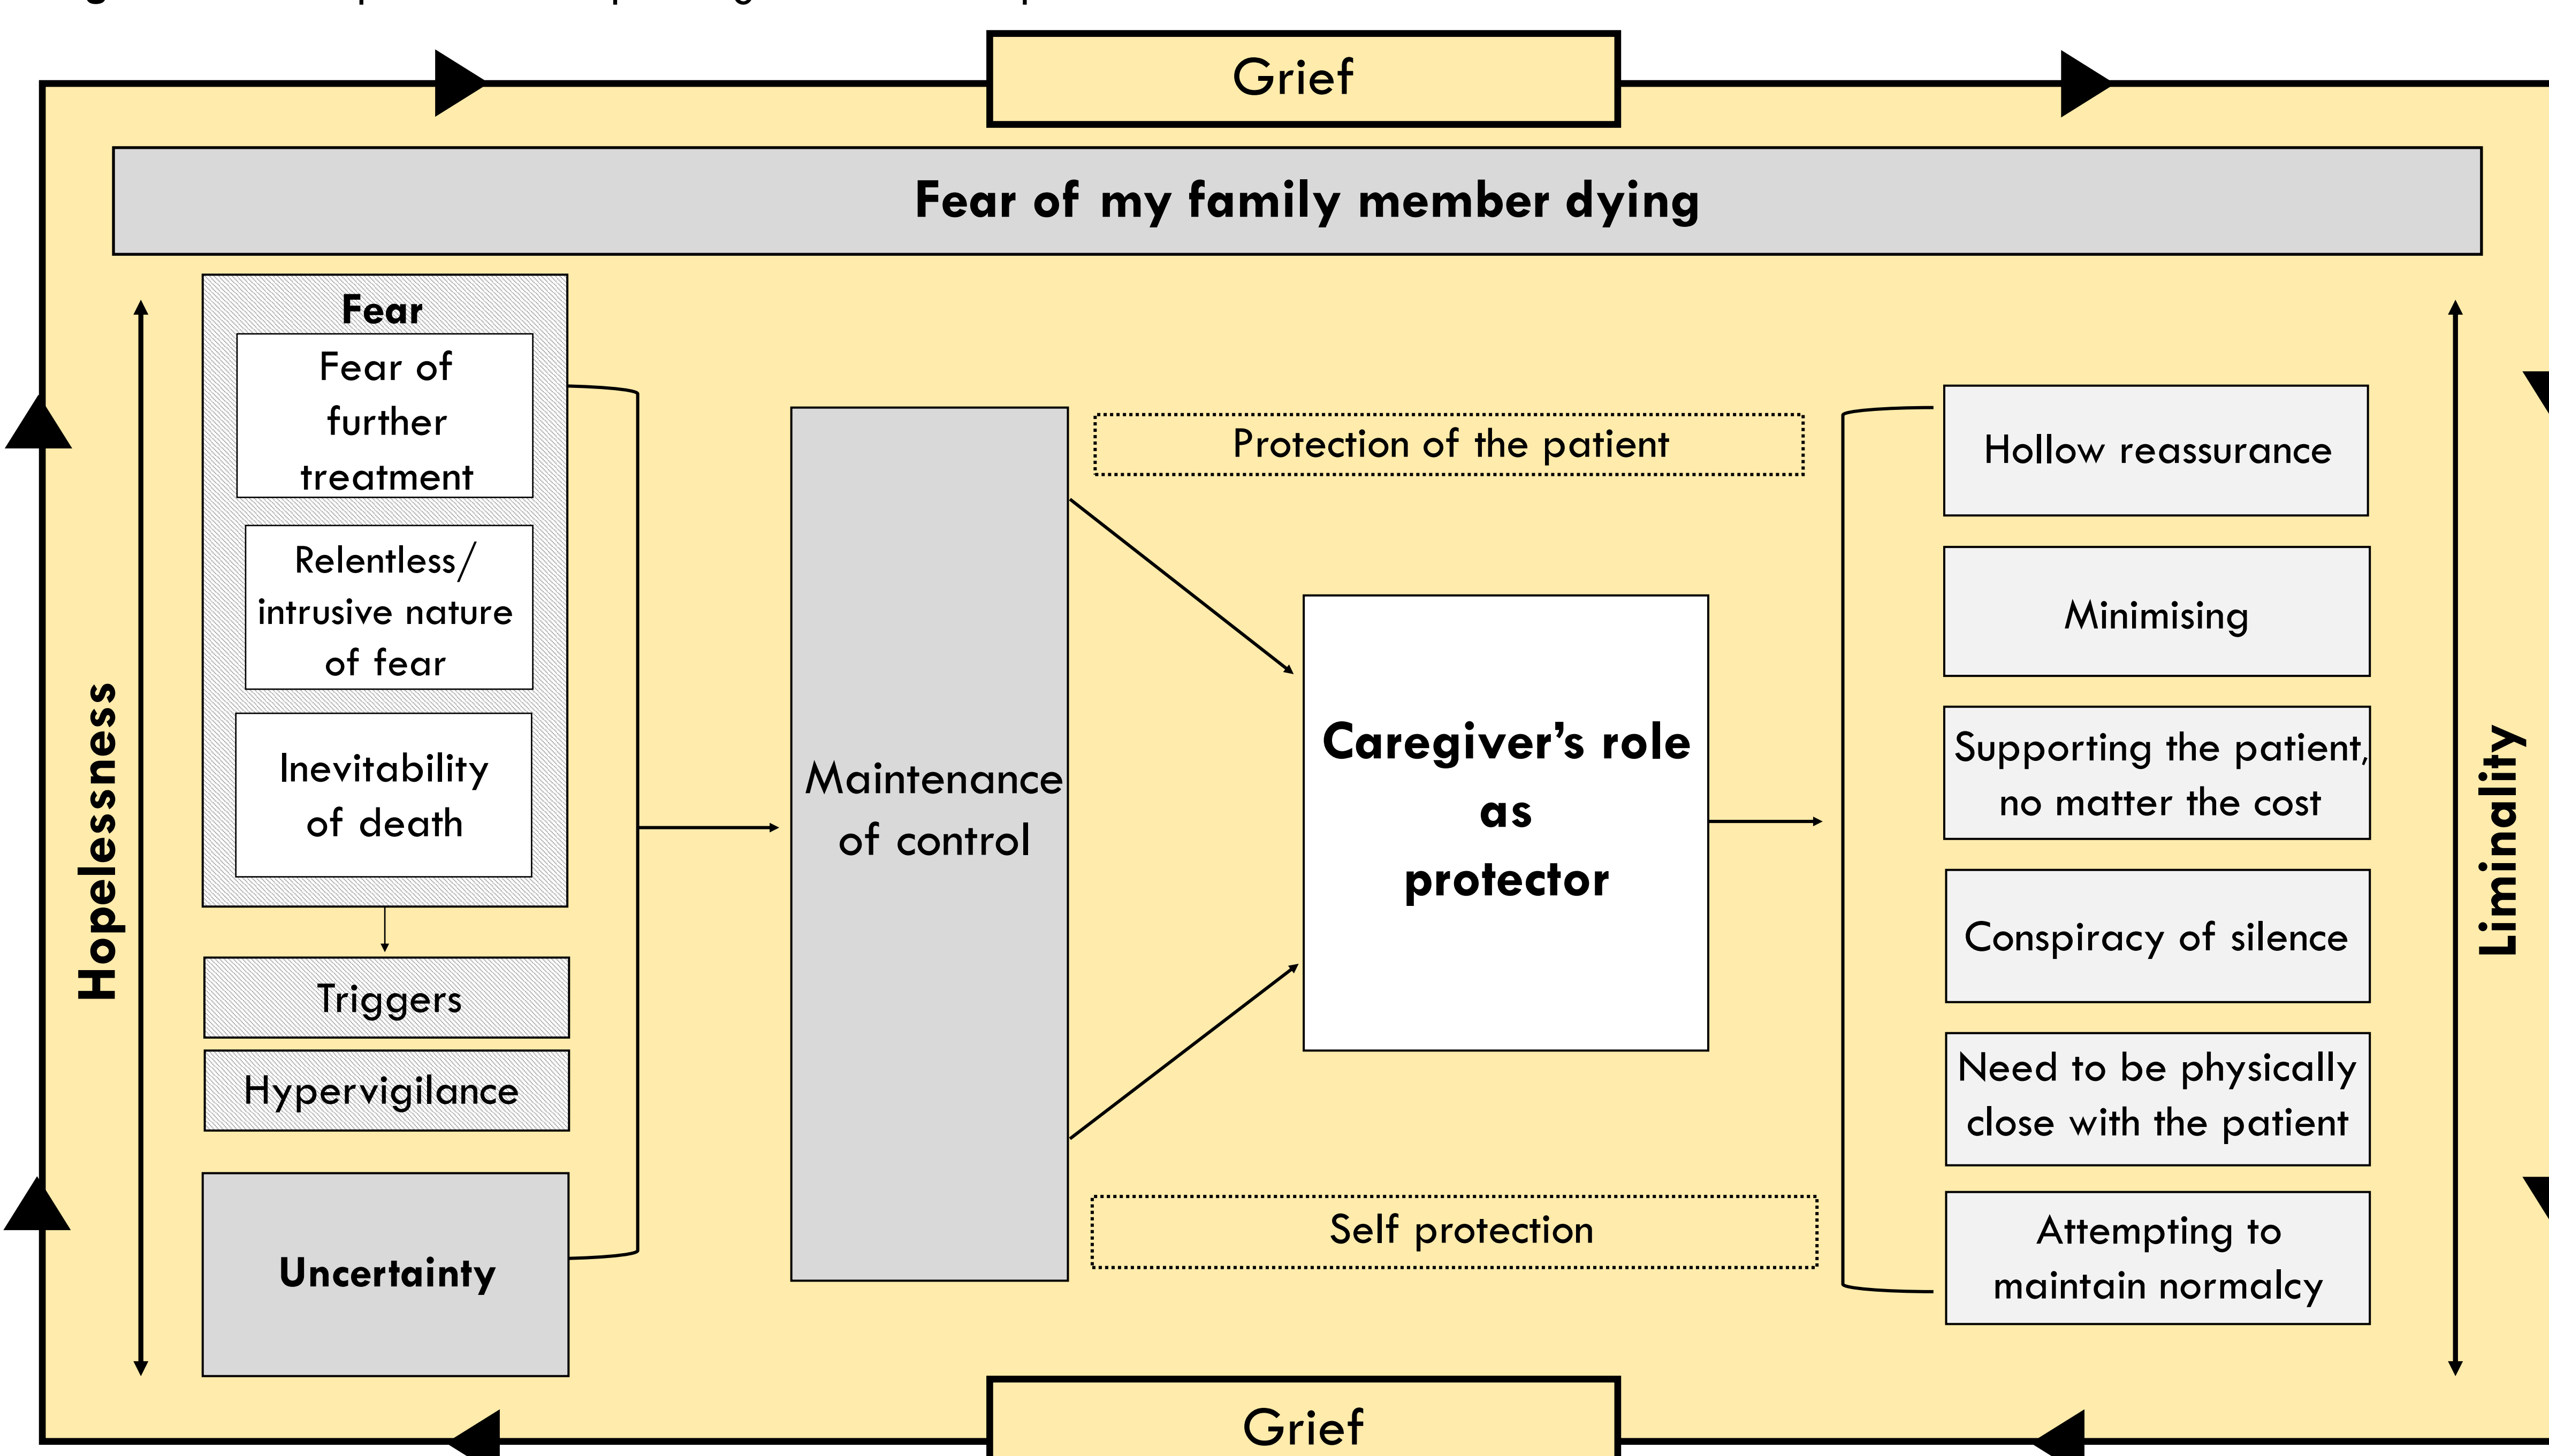 Grief
Fear of my family member dying
Hopelessness
Fear
Fear of
further
treatment
Relentless/
intrusive nature
of fear
Inevitability
of death
Triggers
Hypervigilance
Uncertainty
Maintenance
of control
Protection of the patient
Caregiver’s role
as
protector
Self protection
Hollow reassurance
Minimising
Supporting the patient,
no matter the cost
Conspiracy of silence
Need to be physically
close with the patient
Attempting to
maintain normalcy
Liminality
Grief